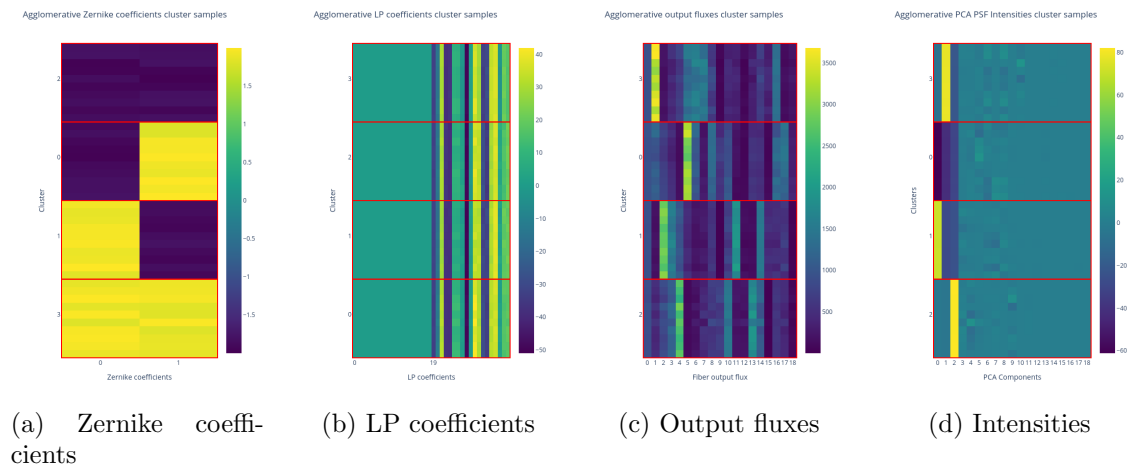 Agglomerative Zernike coefficients cluster samples
Agglomerative LP coefficients cluster samples
Agglomerative output fluxes cluster samples
Agglomerative PCA PSF Intensities cluster samples
Cluster
2
0
1
3
0
1
Zernike coefficients
1.5
1
0.5
0
−0.5
−1
−1.5
Cluster
3
2
1
0
0
19
LP coefficients
40
30
20
10
0
−10
−20
−30
−40
−50
Cluster
3
0
1
2
0 1 2 3 4 5 6 7 8 9 10 11 12 13 14 15 16 17 18
Fiber output flux
3500
3000
2500
2000
1500
1000
500
Clusters
3
0
1
2
0 1 2 3 4 5 6 7 8 9 10 11 12 13 14 15 16 17 18
PCA Components
80
60
40
20
0
−20
−40
−60
(a) Zernike coeffi-
cients
(b) LP coefficients
(c) Output fluxes
(d) Intensities